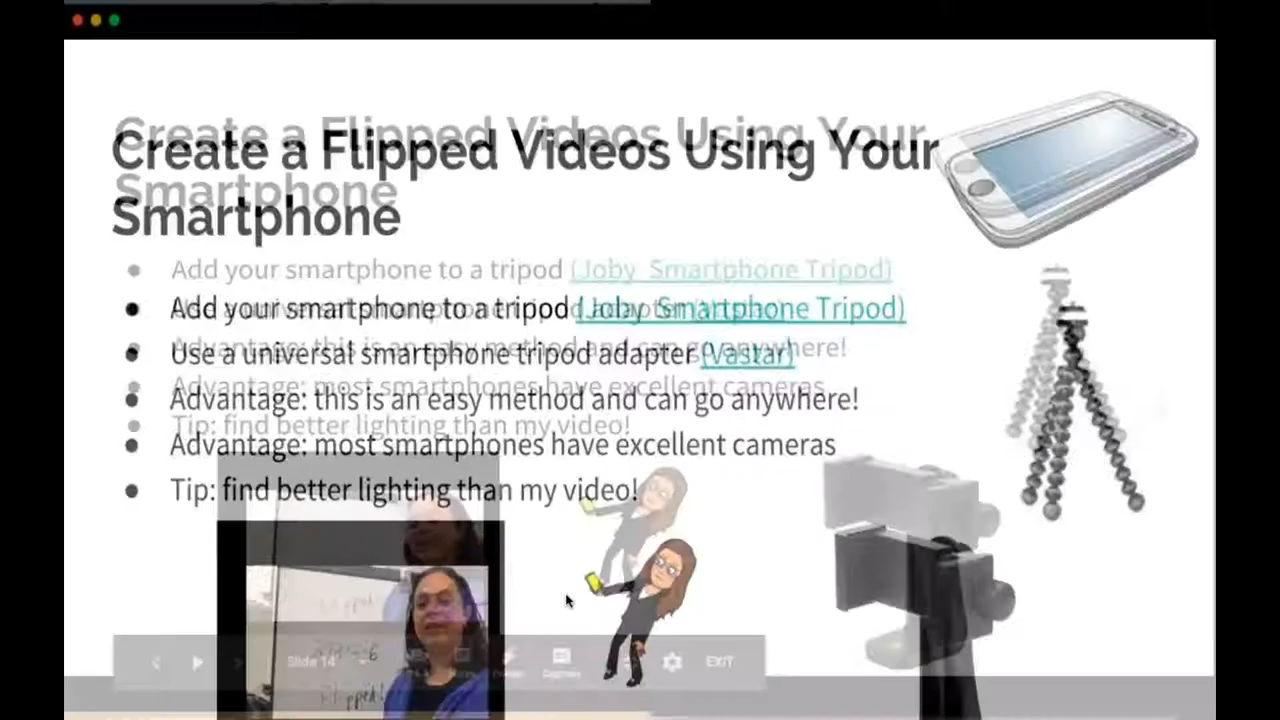 Create a Flipped Videos Using Your
Smartphone
Add your smartphone to a tripod (Joby Smartphone Tripod)
Use a universal smartphone tripod adapter (Vastar)
Advantage: this is an easy method and can go anywhere!
Advantage: most smartphones have excellent cameras
Tip: find better lighting than my video!
Slide 14
Captions
EXIT